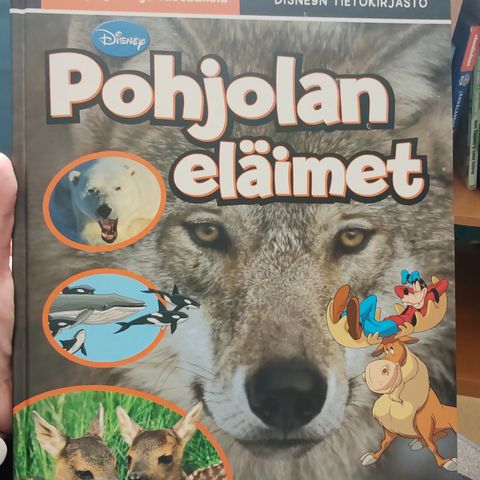 DISNEYN TIETOKIRJASTO
Disney
Pohjolan
eläimet